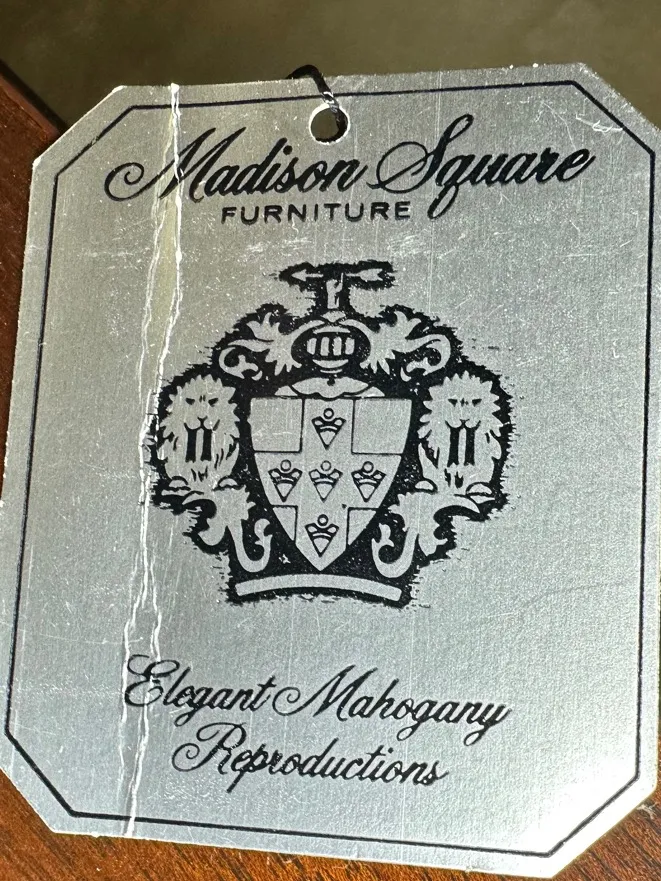 Madison Square
FURNITURE
Elegant Mahogany
Reproductions